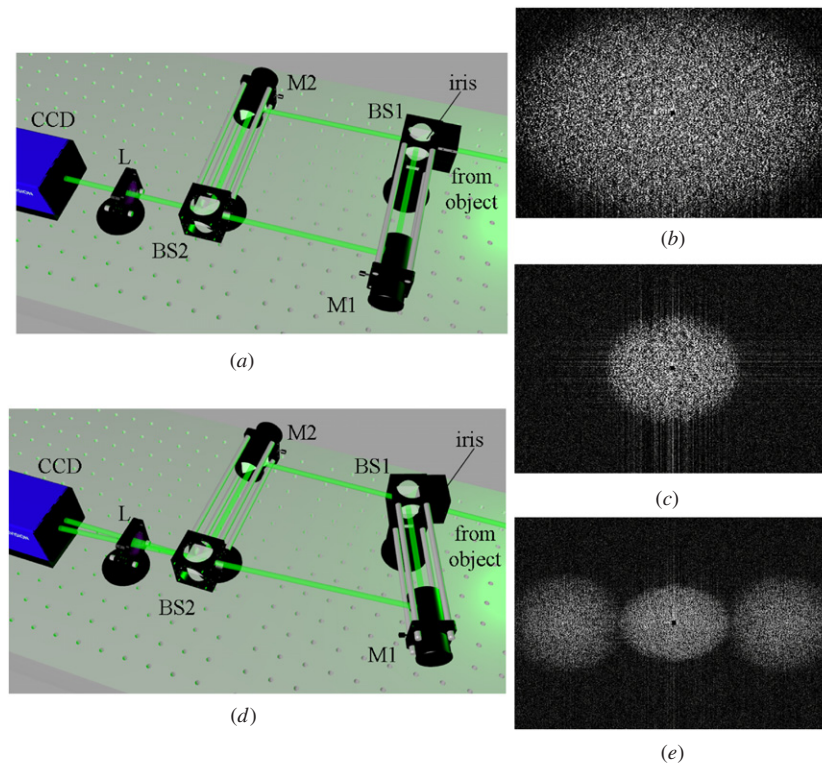 M2
BS1
iris
CCD
L
from
object
BS2
M1
(a)
(b)
(c)
M2
BS1
iris
CCD
L
from
object
BS2
M1
(d)
(e)